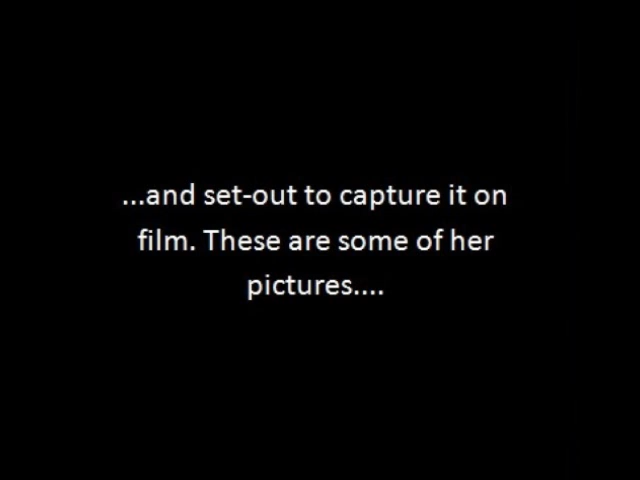 ...and set-out to capture it on
film. These are some of her
pictures....